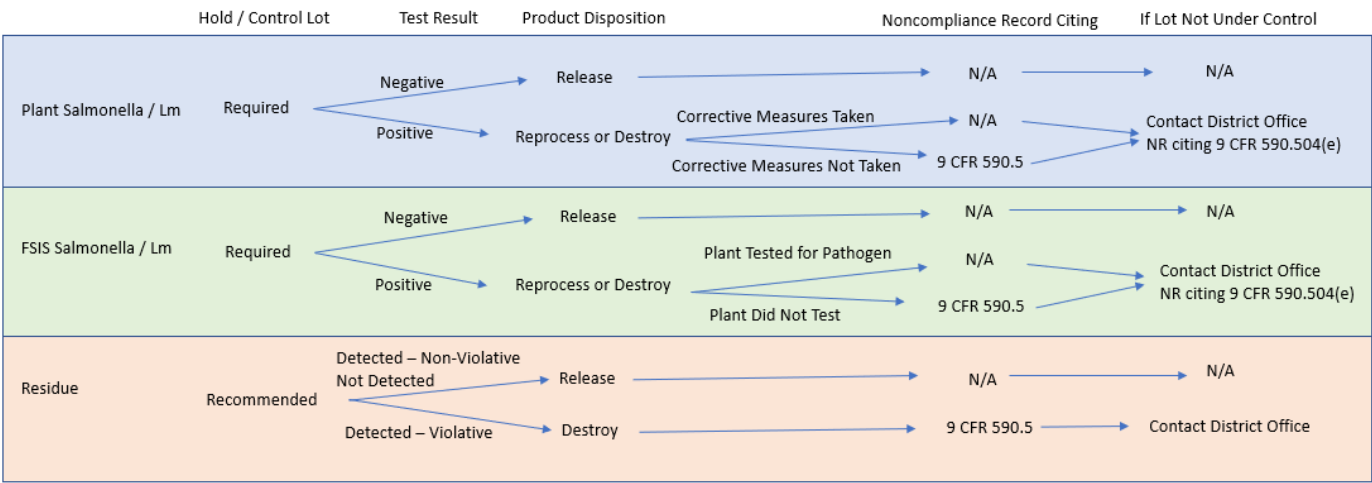 Hold / Control Lot Test Result Product Disposition Noncompliance Record Citing If Lot Not Under Control
Plant Salmonella / Lm
Required
Negative
Release
N/A
N/A
Positive
Reprocess or Destroy
Corrective Measures Taken
N/A
Corrective Measures Not Taken
9 CFR 590.5
Contact District Office
NR citing 9 CFR 590.504(e)
FSIS Salmonella / Lm
Required
Negative
Release
N/A
N/A
Positive
Reprocess or Destroy
Plant Tested for Pathogen
N/A
Plant Did Not Test
9 CFR 590.5
Contact District Office
NR citing 9 CFR 590.504(e)
Residue
Recommended
Detected – Non-Violative
Not Detected
Release
N/A
N/A
Detected – Violative
Destroy
9 CFR 590.5
Contact District Office